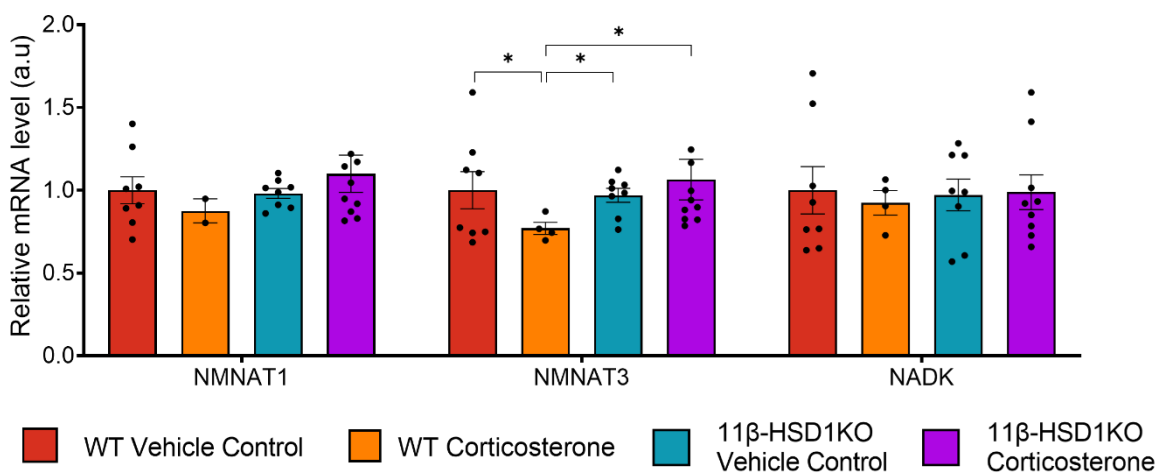 Relative mRNA level (a.u)
2.0
1.5
1.0
0.5
0.0
*
*
*
NMNAT1
NMNAT3
NADK
WT Vehicle Control
WT Corticosterone
11β-HSD1KO
Vehicle Control
11β-HSD1KO
Corticosterone